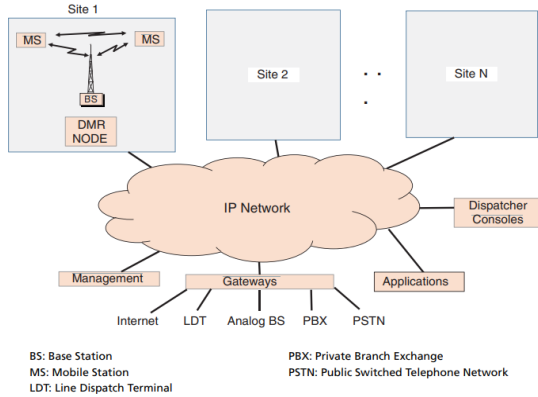 Site 1
MS
MS
BS
DMR
NODE
Site 2
Site N
IP Network
Dispatcher
Consoles
Management
Gateways
Applications
Internet
LDT
Analog BS
PBX
PSTN
BS: Base Station
MS: Mobile Station
LDT: Line Dispatch Terminal
PBX: Private Branch Exchange
PSTN: Public Switched Telephone Network